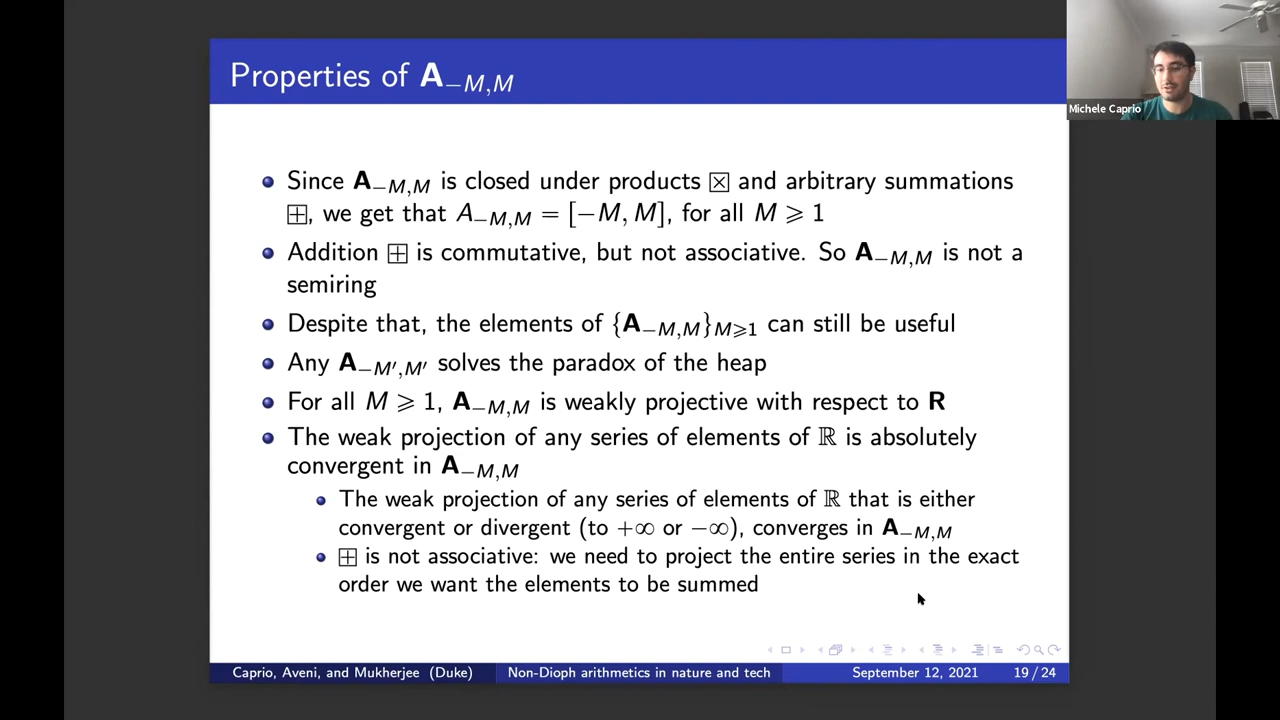 Properties of A₋M,M
Michele Caprio
Since A₋M,M is closed under products ⊠ and arbitrary summations
⊞, we get that A₋M,M = [−M, M], for all M ⩾ 1
Addition ⊞ is commutative, but not associative. So A₋M,M is not a
semiring
Despite that, the elements of {A₋M,M}M⩾1 can still be useful
Any A₋M′,M′ solves the paradox of the heap
For all M ⩾ 1, A₋M,M is weakly projective with respect to R
The weak projection of any series of elements of ℝ is absolutely
convergent in A₋M,M
The weak projection of any series of elements of ℝ that is either
convergent or divergent (to +∞ or −∞), converges in A₋M,M
⊞ is not associative: we need to project the entire series in the exact
order we want the elements to be summed
Caprio, Aveni, and Mukherjee (Duke)
Non-Dioph arithmetics in nature and tech
September 12, 2021
19 / 24